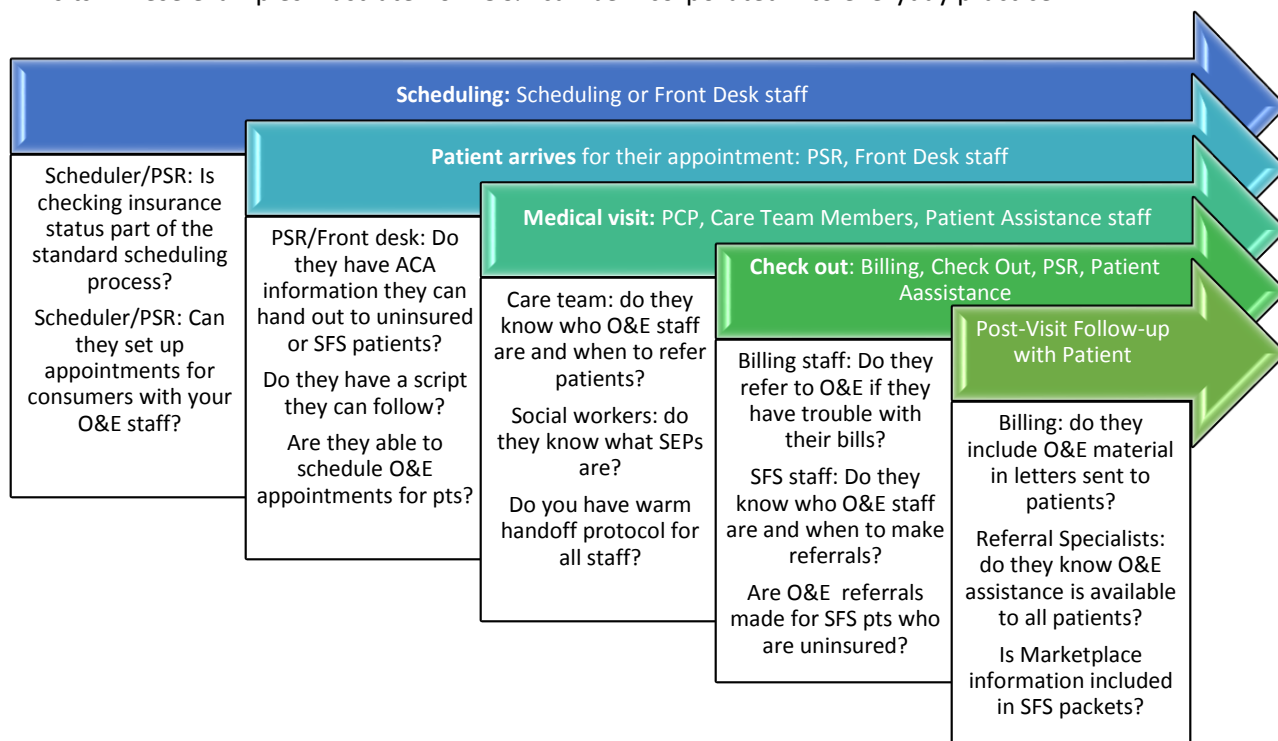 Scheduling: Scheduling or Front Desk staff
Scheduler/PSR: Is
checking insurance
status part of the
standard scheduling
process?
Scheduler/PSR: Can
they set up
appointments for
consumers with your
O&E staff?
Patient arrives for their appointment: PSR, Front Desk staff
PSR/Front desk: Do
they have ACA
information they can
hand out to uninsured
or SFS patients?
Do they have a script
they can follow?
Are they able to
schedule O&E
appointments for pts?
Medical visit: PCP, Care Team Members, Patient Assistance staff
Care team: do they
know who O&E staff
are and when to refer
patients?
Social workers: do
they know what SEPs
are?
Do you have warm
handoff protocol for
all staff?
Check out: Billing, Check Out, PSR, Patient
Aassistance
Billing staff: Do they
refer to O&E if they
have trouble with
their bills?
SFS staff: Do they
know who O&E staff
are and when to make
referrals?
Are O&E referrals
made for SFS pts who
are uninsured?
Post-Visit Follow-up
with Patient
Billing: do they
include O&E material
in letters sent to
patients?
Referral Specialists:
do they know O&E
assistance is available
to all patients?
Is Marketplace
information included
in SFS packets?